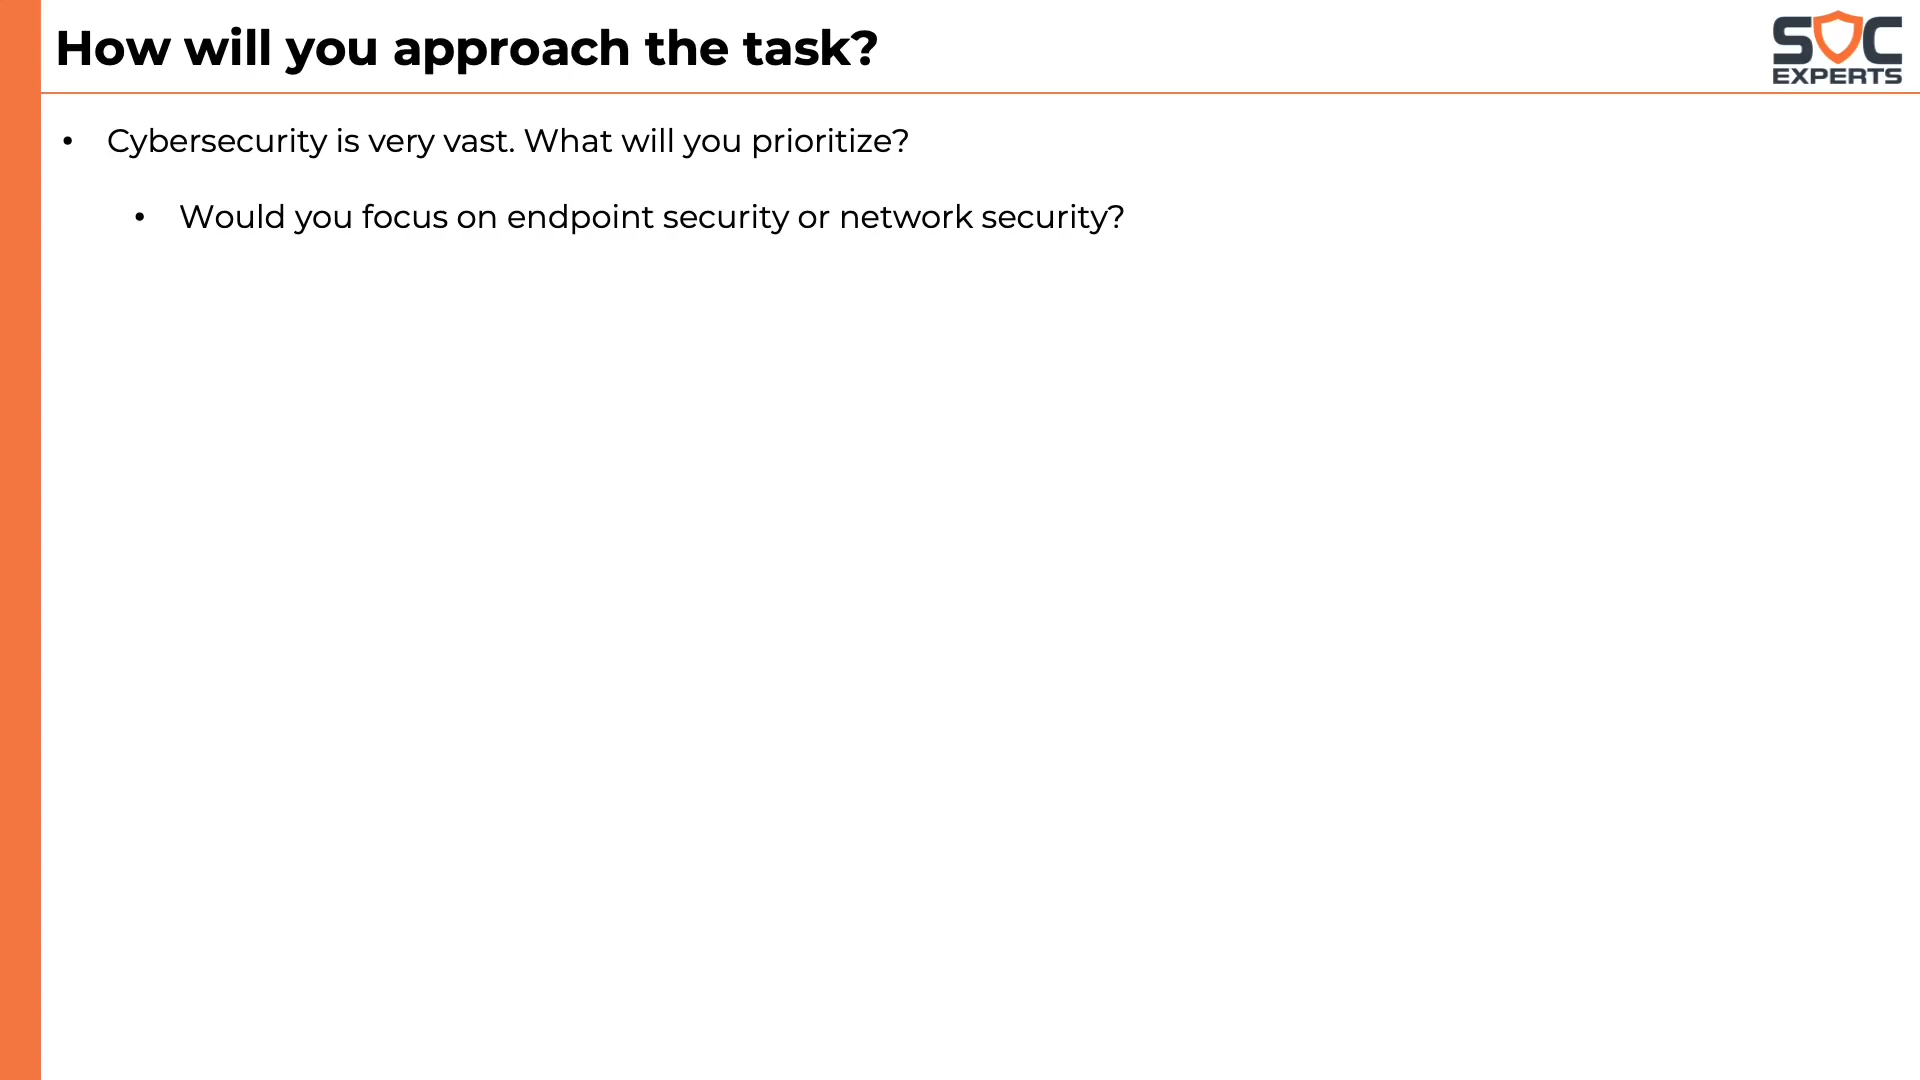 How will you approach the task?
SOC
EXPERTS
• Cybersecurity is very vast. What will you prioritize?
• Would you focus on endpoint security or network security?